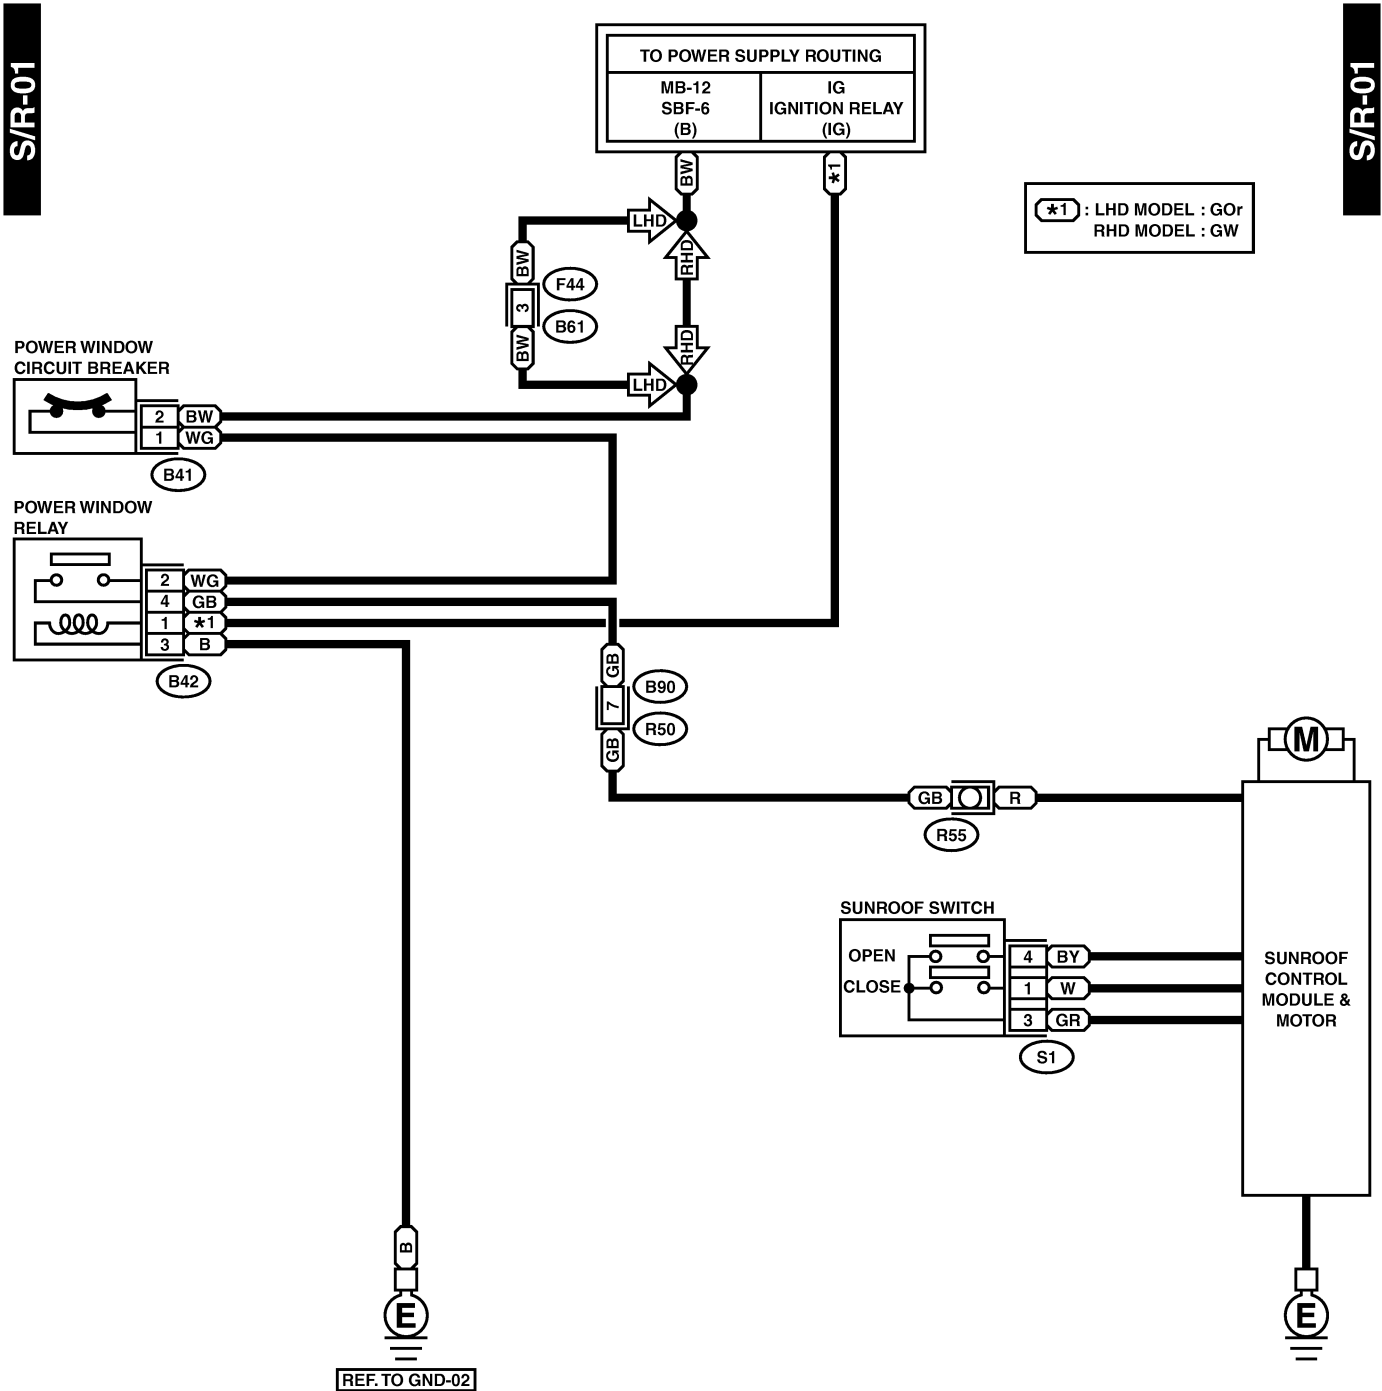 S/R-01
S/R-01
TO POWER SUPPLY ROUTING
MB-12
SBF-6
(B)
IG
IGNITION RELAY
(IG)
BW
*1
*1 : LHD MODEL : GOr
RHD MODEL : GW
LHD
RHD
BW
F44
3
B61
BW
RHD
LHD
POWER WINDOW
CIRCUIT BREAKER
2 BW
1 WG
B41
POWER WINDOW
RELAY
2 WG
4 GB
1 *1
3 B
B42
GB
B90
7
R50
GB
M
GB
R
R55
SUNROOF SWITCH
OPEN
CLOSE
4 BY
1 W
3 GR
S1
SUNROOF
CONTROL
MODULE &
MOTOR
B
E
E
REF. TO GND-02